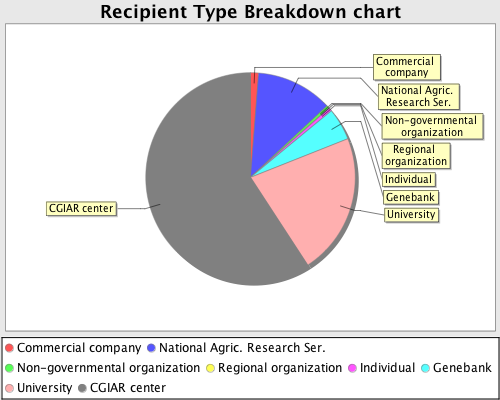 Recipient Type Breakdown chart
Commercial
company
National Agric.
Research Ser.
Non-governmental
organization
Regional
organization
Individual
Genebank
University
CGIAR center
Commercial company National Agric. Research Ser.
Non-governmental organization Regional organization Individual Genebank
University CGIAR center